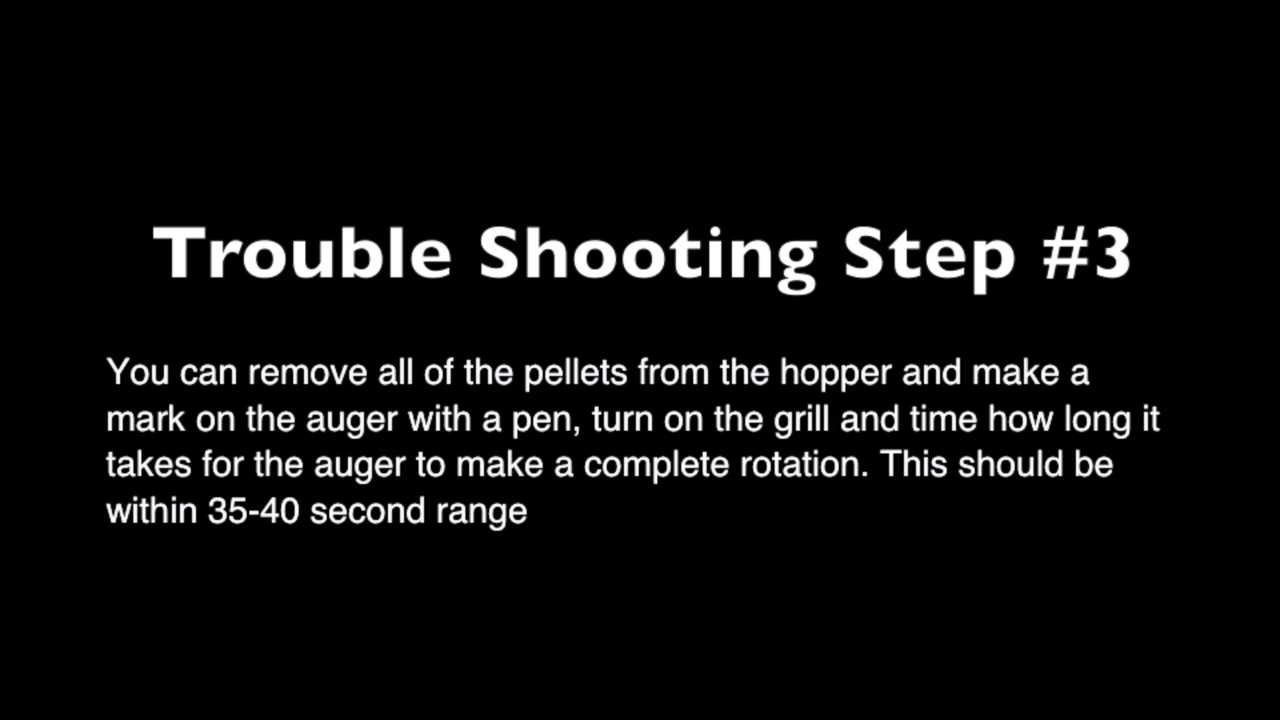 Trouble Shooting Step #3
You can remove all of the pellets from the hopper and make a
mark on the auger with a pen, turn on the grill and time how long it
takes for the auger to make a complete rotation. This should be
within 35-40 second range